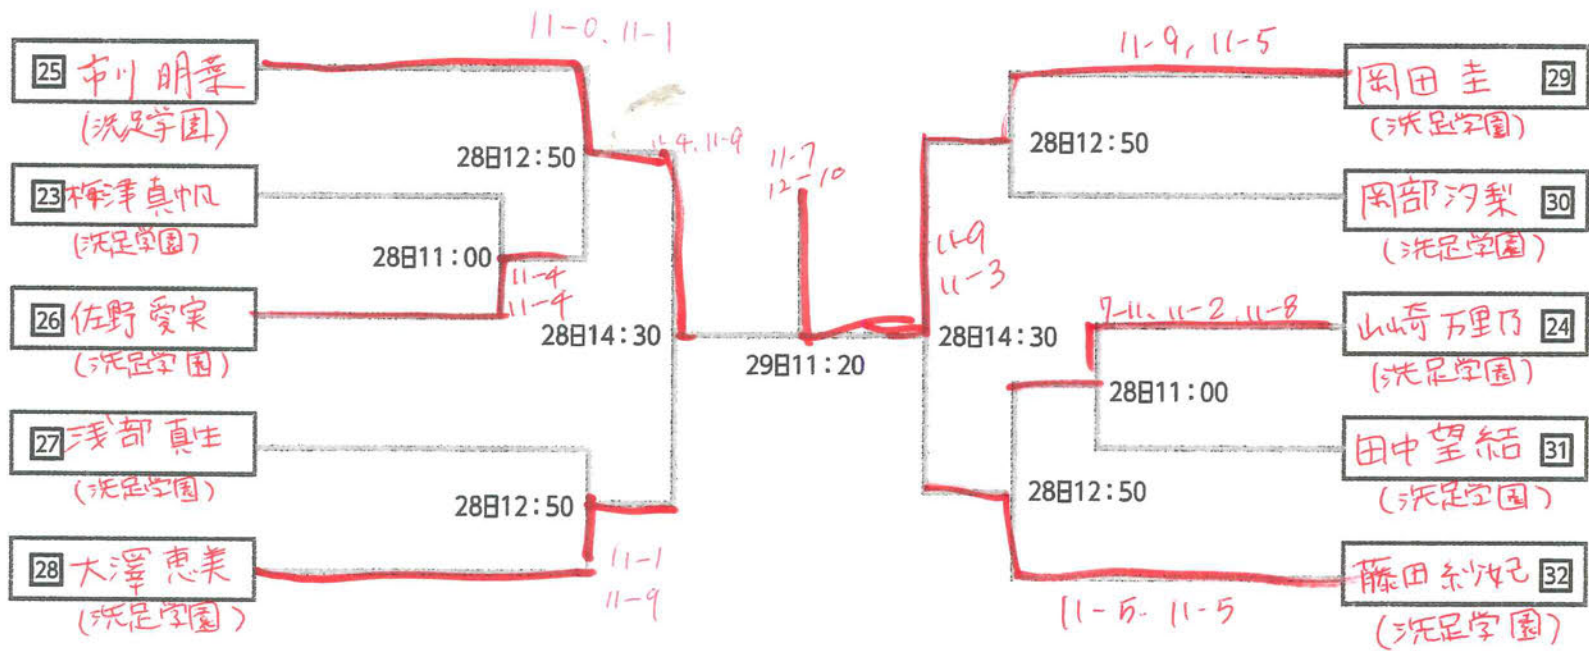 11-0、11-1
25 市川 明菜
(洗足学園)
28日12:50
11-4、11-9
23 梅津真帆
(洗足学園)
28日11:00
11-4
11-4
26 佐野 愛実
(洗足学園)
28日14:30
27 浅部 真生
(洗足学園)
28日12:50
28 大澤 恵美
(洗足学園)
11-1
11-9
11-7
12-10
29日11:20
11-9, 11-5
岡田 圭 29
(洗足学園)
28日12:50
岡部汐梨 30
(洗足学園)
11-9
11-3
28日14:30
7-11、11-2、11-8
山崎 万里乃 24
(洗足学園)
28日11:00
田中望結 31
(洗足学園)
28日12:50
藤田紗妃 32
(洗足学園)
11-5. 11-5